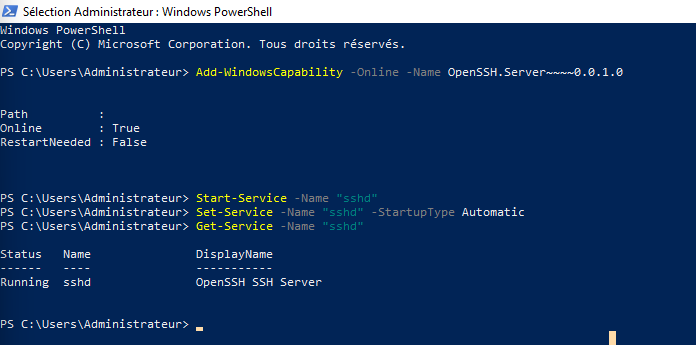 Sélection Administrateur : Windows PowerShell
Windows PowerShell
Copyright (C) Microsoft Corporation. Tous droits réservés.
PS C:\Users\Administrateur> Add-WindowsCapability -Online -Name OpenSSH.Server~~~~0.0.1.0
Path          :
Online        : True
RestartNeeded : False
PS C:\Users\Administrateur> Start-Service -Name "sshd"
PS C:\Users\Administrateur> Set-Service -Name "sshd" -StartupType Automatic
PS C:\Users\Administrateur> Get-Service -Name "sshd"
Status   Name               DisplayName
------   ----               -----------
Running  sshd               OpenSSH SSH Server
PS C:\Users\Administrateur>